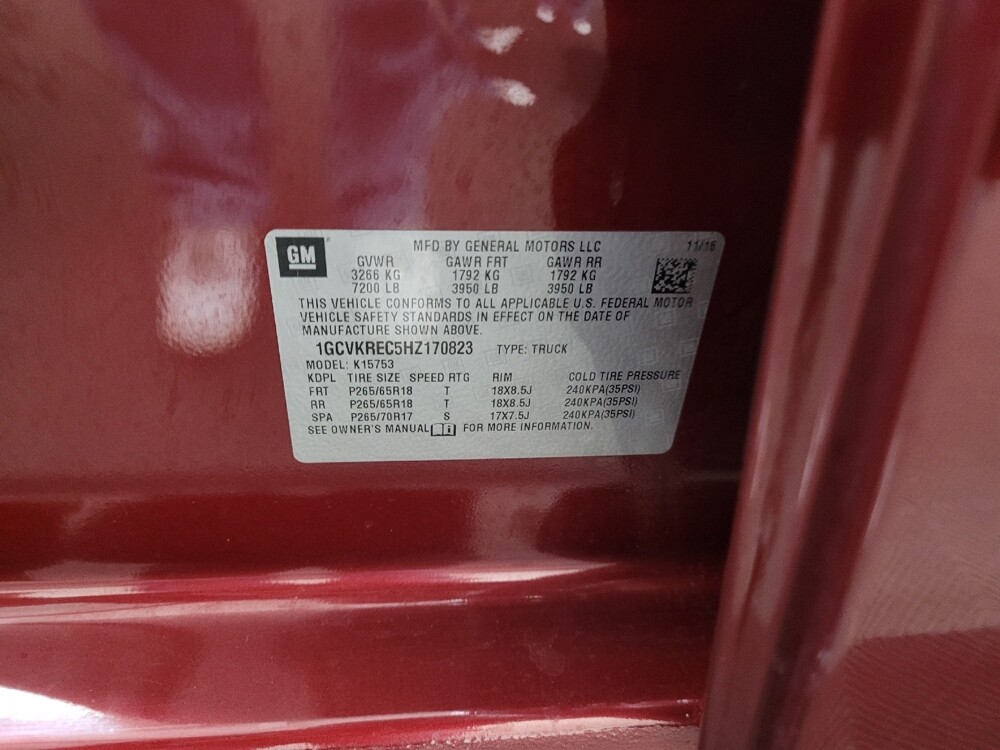 GM MFD BY GENERAL MOTORS LLC 11/16
GVWR GAWR FRT GAWR RR
3266 KG 1792 KG 1792 KG
7200 LB 3950 LB 3950 LB
THIS VEHICLE CONFORMS TO ALL APPLICABLE U.S. FEDERAL MOTOR
VEHICLE SAFETY STANDARDS IN EFFECT ON THE DATE OF
MANUFACTURE SHOWN ABOVE.
1GCVKREC5HZ170823 TYPE: TRUCK
MODEL: K15753
KDPL TIRE SIZE SPEED RTG RIM COLD TIRE PRESSURE
FRT P265/65R18 T 18X8.5J 240KPA(35PSI)
RR P265/65R18 T 18X8.5J 240KPA(35PSI)
SPA P265/70R17 S 17X7.5J 240KPA(35PSI)
SEE OWNER'S MANUAL FOR MORE INFORMATION.